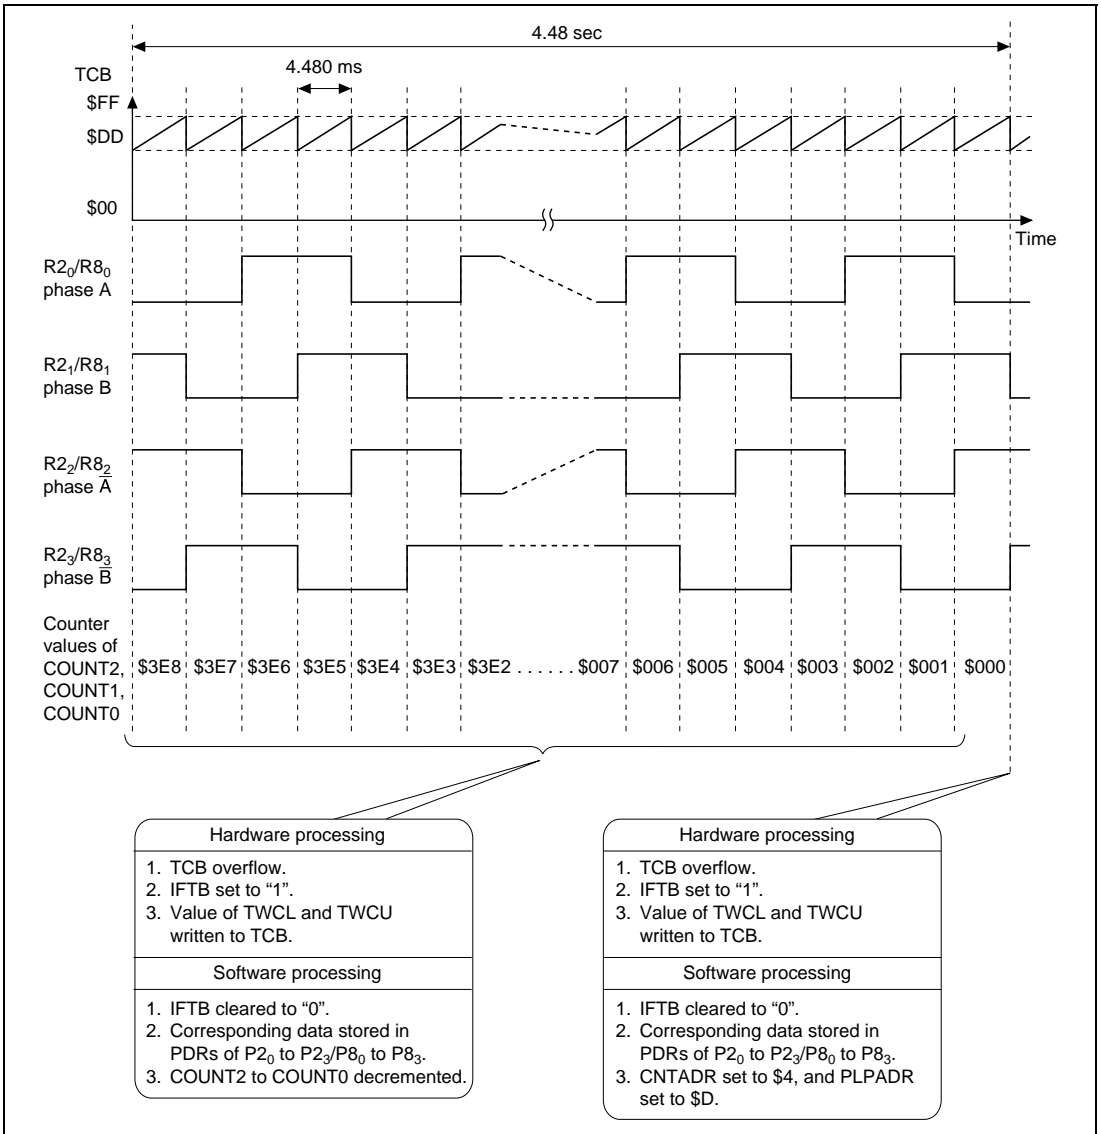 4.48 sec
4.480 ms
TCB
$FF
$DD
$00
Time
R2₀/R8₀
phase A
R2₁/R8₁
phase B
R2₂/R8₂
phase A̅
R2₃/R8₃
phase B̅
Counter
values of
COUNT2,
COUNT1,
COUNT0
$3E8 $3E7 $3E6 $3E5 $3E4 $3E3 $3E2 . . . . . . $007 $006 $005 $004 $003 $002 $001 $000
Hardware processing
1. TCB overflow.
2. IFTB set to “1”.
3. Value of TWCL and TWCU
written to TCB.
Software processing
1. IFTB cleared to “0”.
2. Corresponding data stored in
PDRs of P2₀ to P2₃/P8₀ to P8₃.
3. COUNT2 to COUNT0 decremented.
Hardware processing
1. TCB overflow.
2. IFTB set to “1”.
3. Value of TWCL and TWCU
written to TCB.
Software processing
1. IFTB cleared to “0”.
2. Corresponding data stored in
PDRs of P2₀ to P2₃/P8₀ to P8₃.
3. CNTADR set to $4, and PLPADR
set to $D.